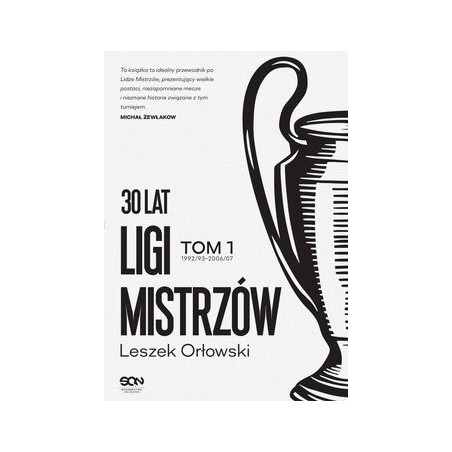 Ta książka to idealny przewodnik po
Lidze Mistrzów, prezentujący wielkie
postaci, niezapomniane mecze
i nieznane historie związane z tym
turniejem.
MICHAŁ ŻEWŁAKOW
30 LAT
LIGI
TOM 1
1992/93–2006/07
MISTRZÓW
Leszek Orłowski
SQN